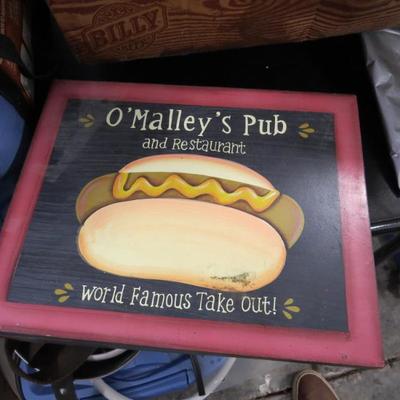 BILLY
O'Malley's Pub
and Restaurant
World Famous Take Out!